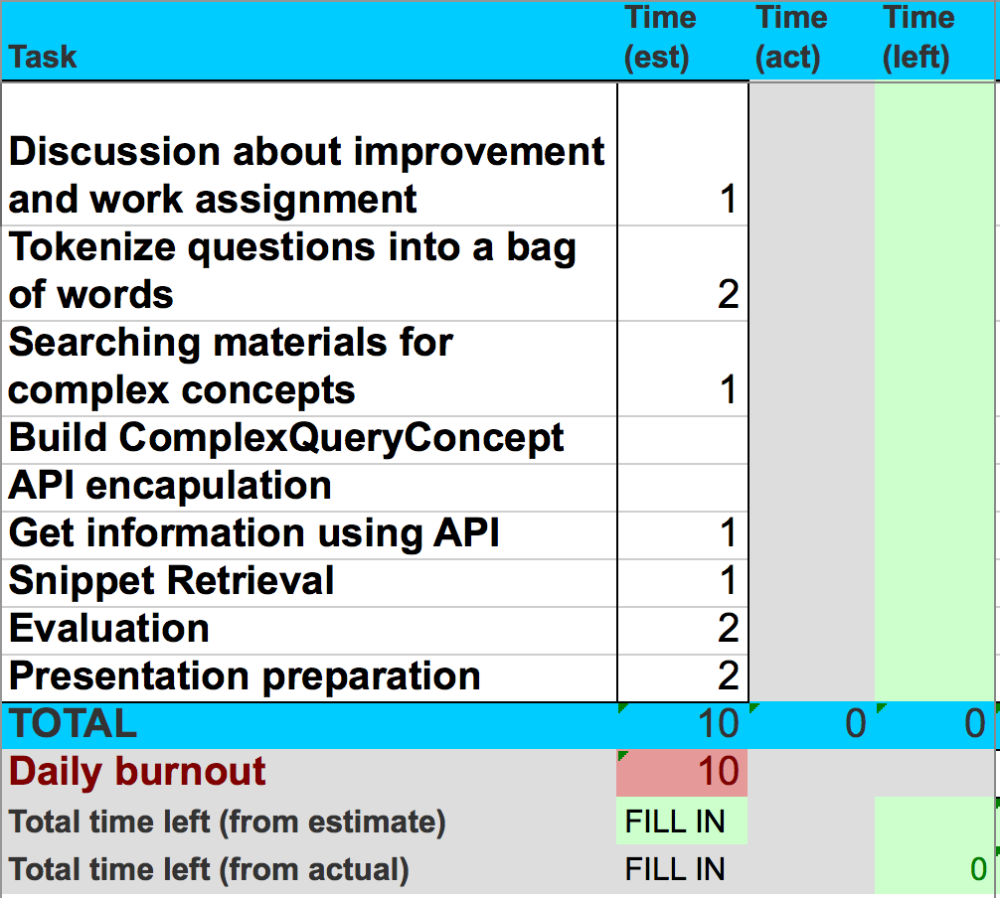 Task Time (est) Time (act) Time (left)
Discussion about improvement
and work assignment 1
Tokenize questions into a bag
of words 2
Searching materials for
complex concepts 1
Build ComplexQueryConcept
API encapulation
Get information using API 1
Snippet Retrieval 1
Evaluation 2
Presentation preparation 2
TOTAL 10 0 0
Daily burnout 10
Total time left (from estimate) FILL IN
Total time left (from actual) FILL IN 0